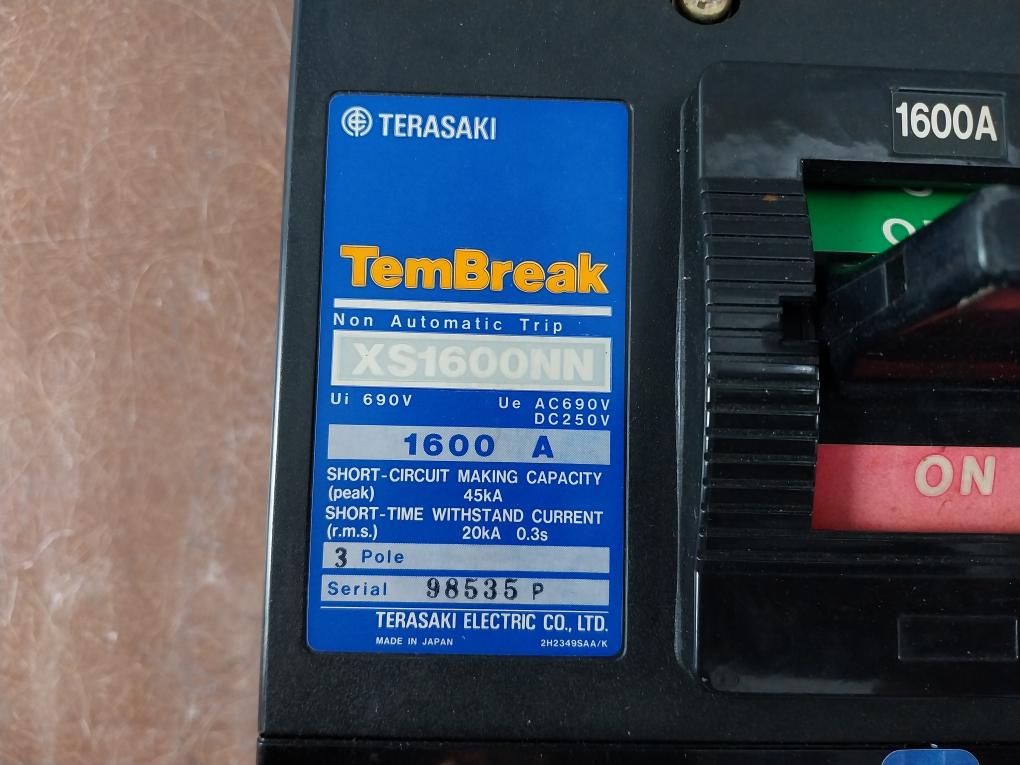 TERASAKI
TemBreak
Non Automatic Trip
XS1600NN
Ui 690V Ue AC690V
DC250V
1600 A
SHORT-CIRCUIT MAKING CAPACITY
(peak) 45kA
SHORT-TIME WITHSTAND CURRENT
(r.m.s.) 20kA 0.3s
3 Pole
Serial 98535 P
TERASAKI ELECTRIC CO., LTD.
MADE IN JAPAN 2H2349SAA/K
1600A
ON